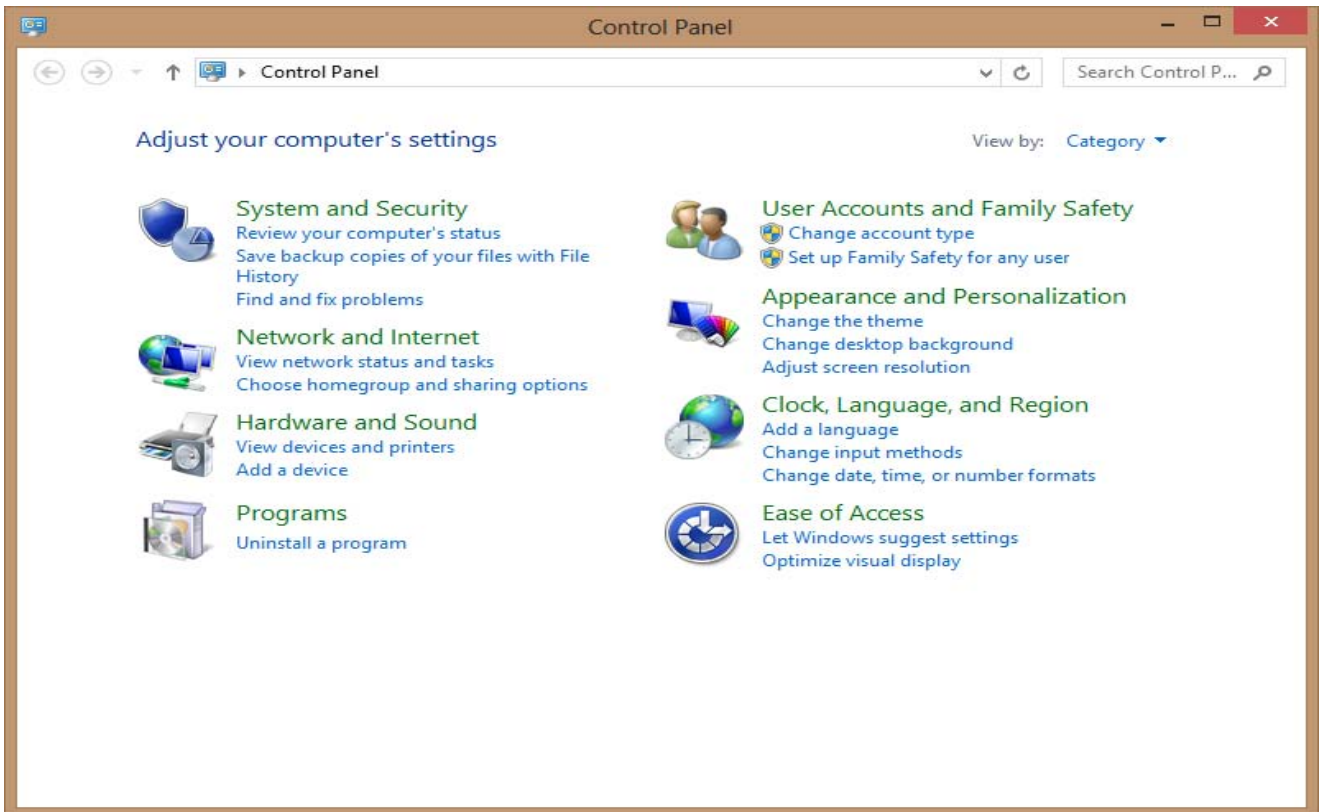 Control Panel
Control Panel
Search Control P...
Adjust your computer's settings
View by: Category
System and Security
Review your computer's status
Save backup copies of your files with File
History
Find and fix problems
Network and Internet
View network status and tasks
Choose homegroup and sharing options
Hardware and Sound
View devices and printers
Add a device
Programs
Uninstall a program
User Accounts and Family Safety
Change account type
Set up Family Safety for any user
Appearance and Personalization
Change the theme
Change desktop background
Adjust screen resolution
Clock, Language, and Region
Add a language
Change input methods
Change date, time, or number formats
Ease of Access
Let Windows suggest settings
Optimize visual display